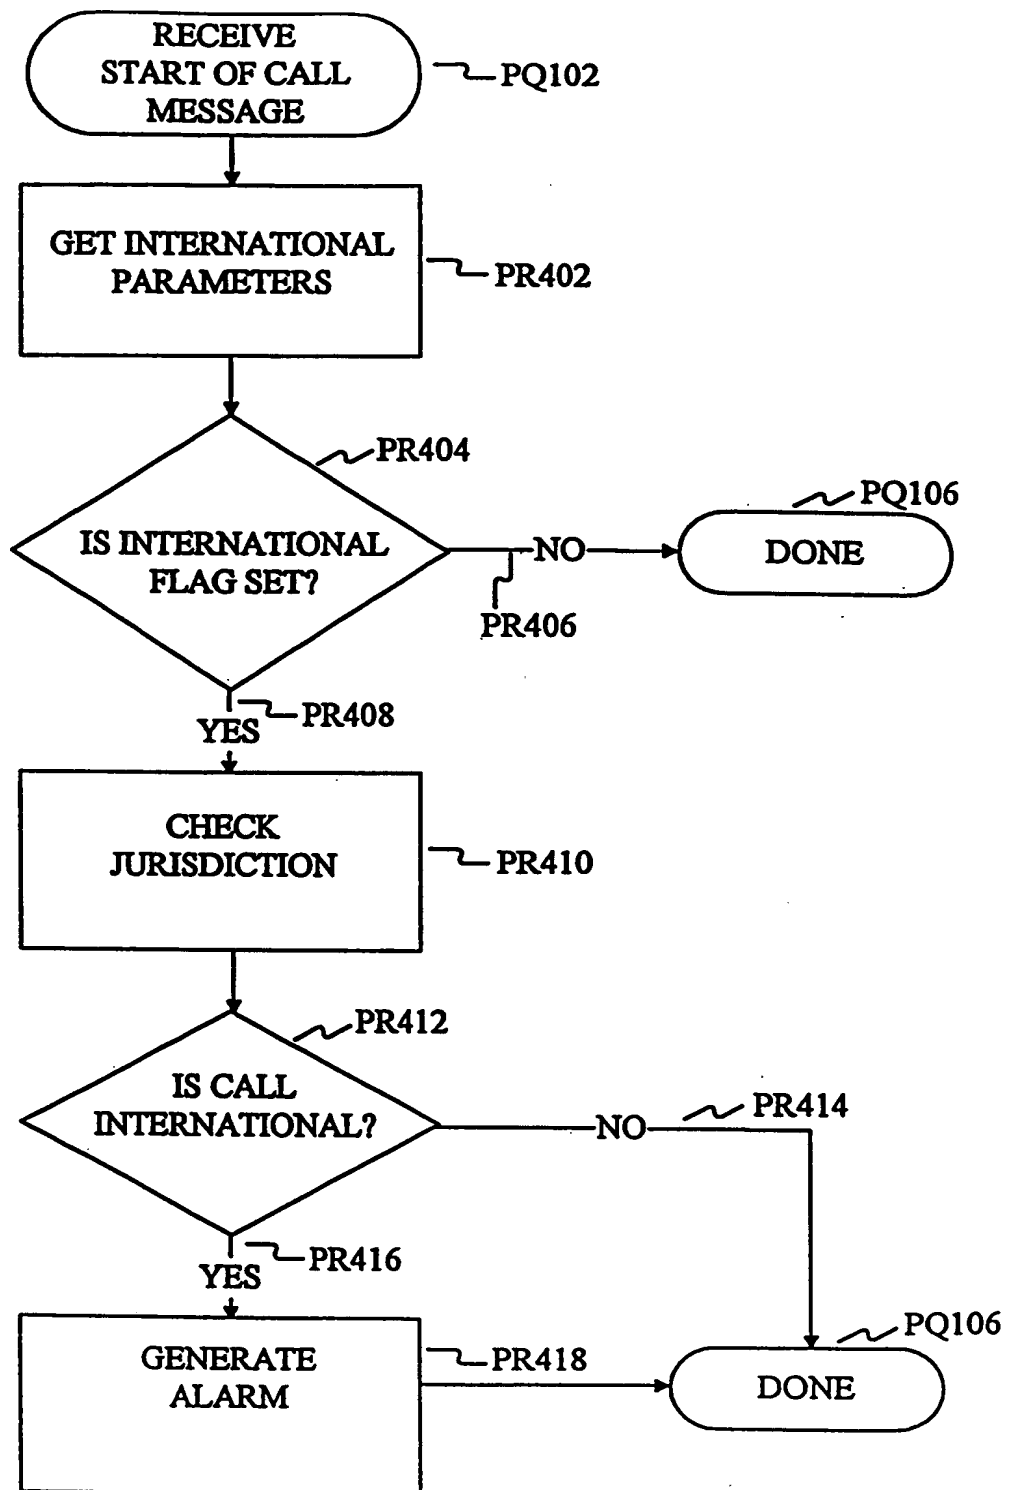 RECEIVE
START OF CALL
MESSAGE
PQ102
GET INTERNATIONAL
PARAMETERS
PR402
PR404
IS INTERNATIONAL
FLAG SET?
NO
PR406
PQ106
DONE
PR408
YES
CHECK
JURISDICTION
PR410
PR412
IS CALL
INTERNATIONAL?
NO
PR414
PR416
YES
GENERATE
ALARM
PR418
PQ106
DONE